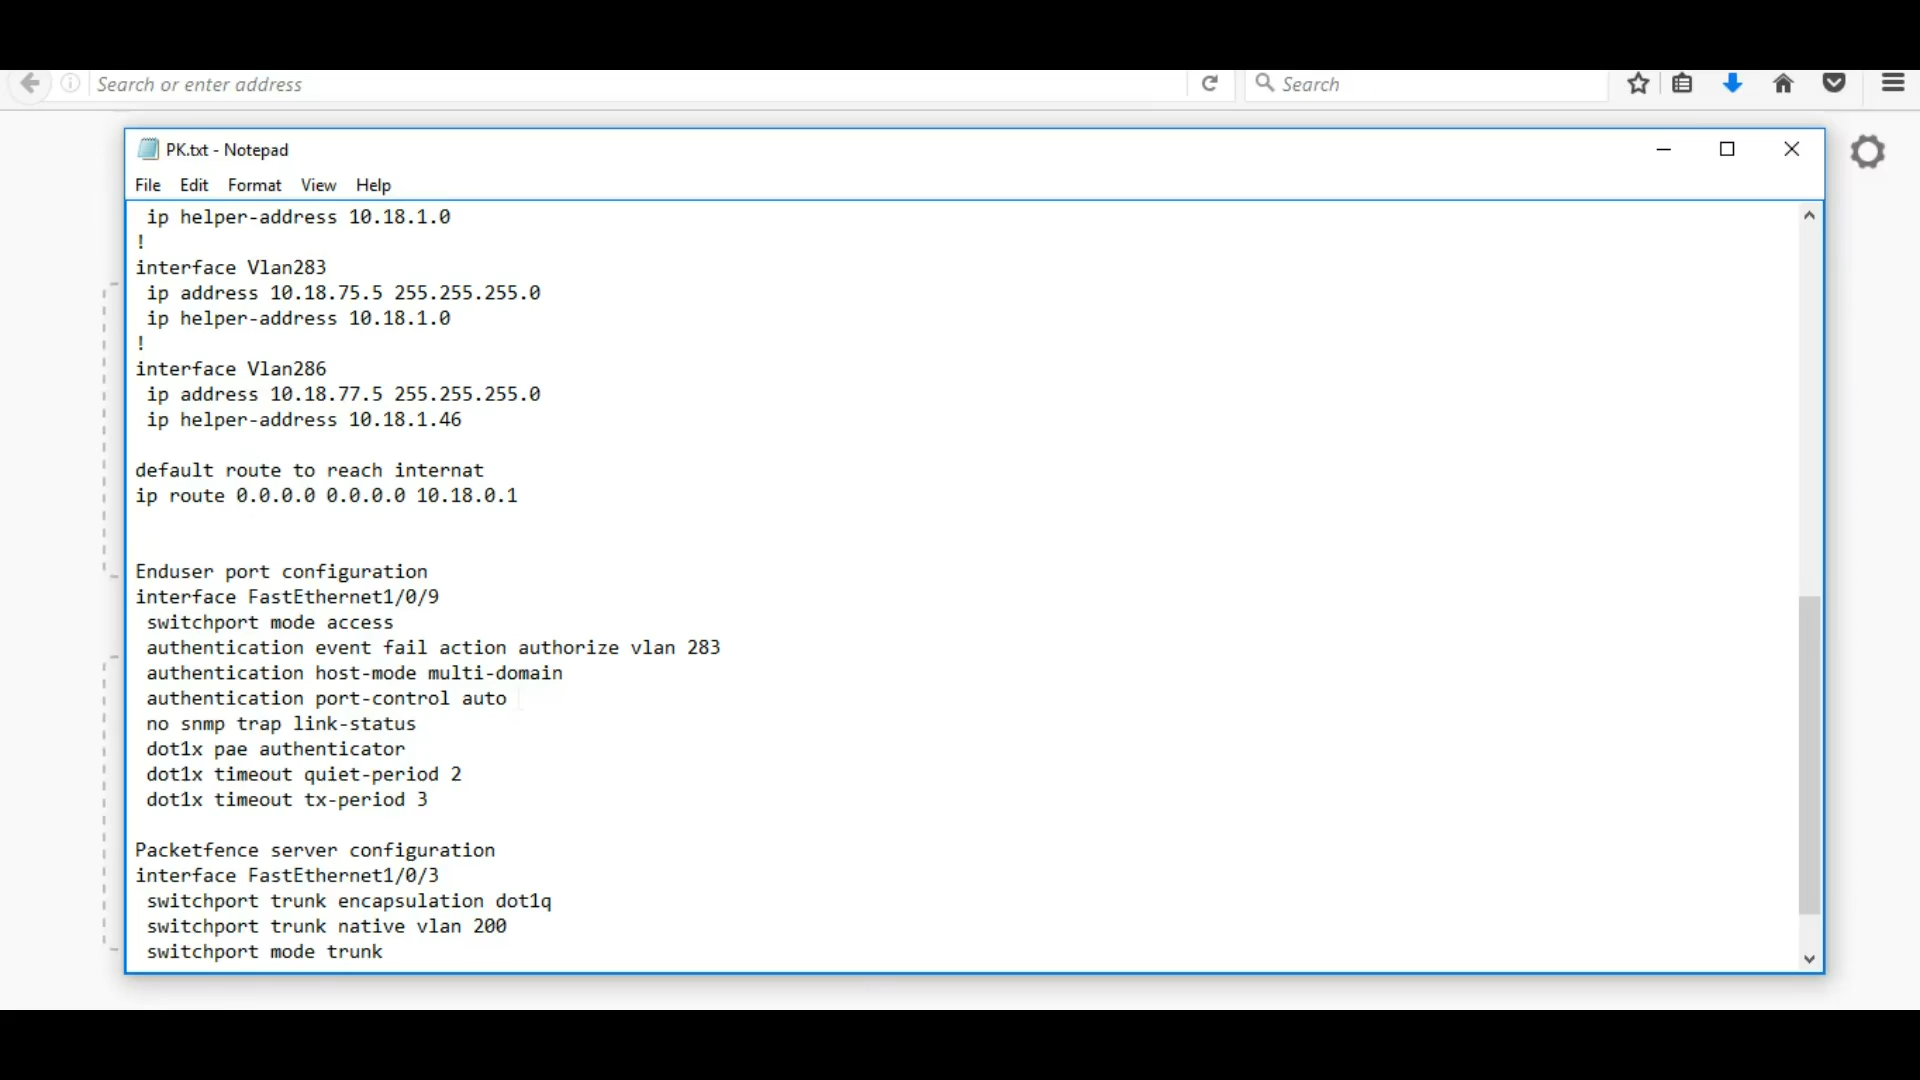 Search or enter address
Search
PK.txt - Notepad
File Edit Format View Help
ip helper-address 10.18.1.0
!
interface Vlan283
ip address 10.18.75.5 255.255.255.0
ip helper-address 10.18.1.0
!
interface Vlan286
ip address 10.18.77.5 255.255.255.0
ip helper-address 10.18.1.46
default route to reach internat
ip route 0.0.0.0 0.0.0.0 10.18.0.1
Enduser port configuration
interface FastEthernet1/0/9
switchport mode access
authentication event fail action authorize vlan 283
authentication host-mode multi-domain
authentication port-control auto
no snmp trap link-status
dot1x pae authenticator
dot1x timeout quiet-period 2
dot1x timeout tx-period 3
Packetfence server configuration
interface FastEthernet1/0/3
switchport trunk encapsulation dot1q
switchport trunk native vlan 200
switchport mode trunk